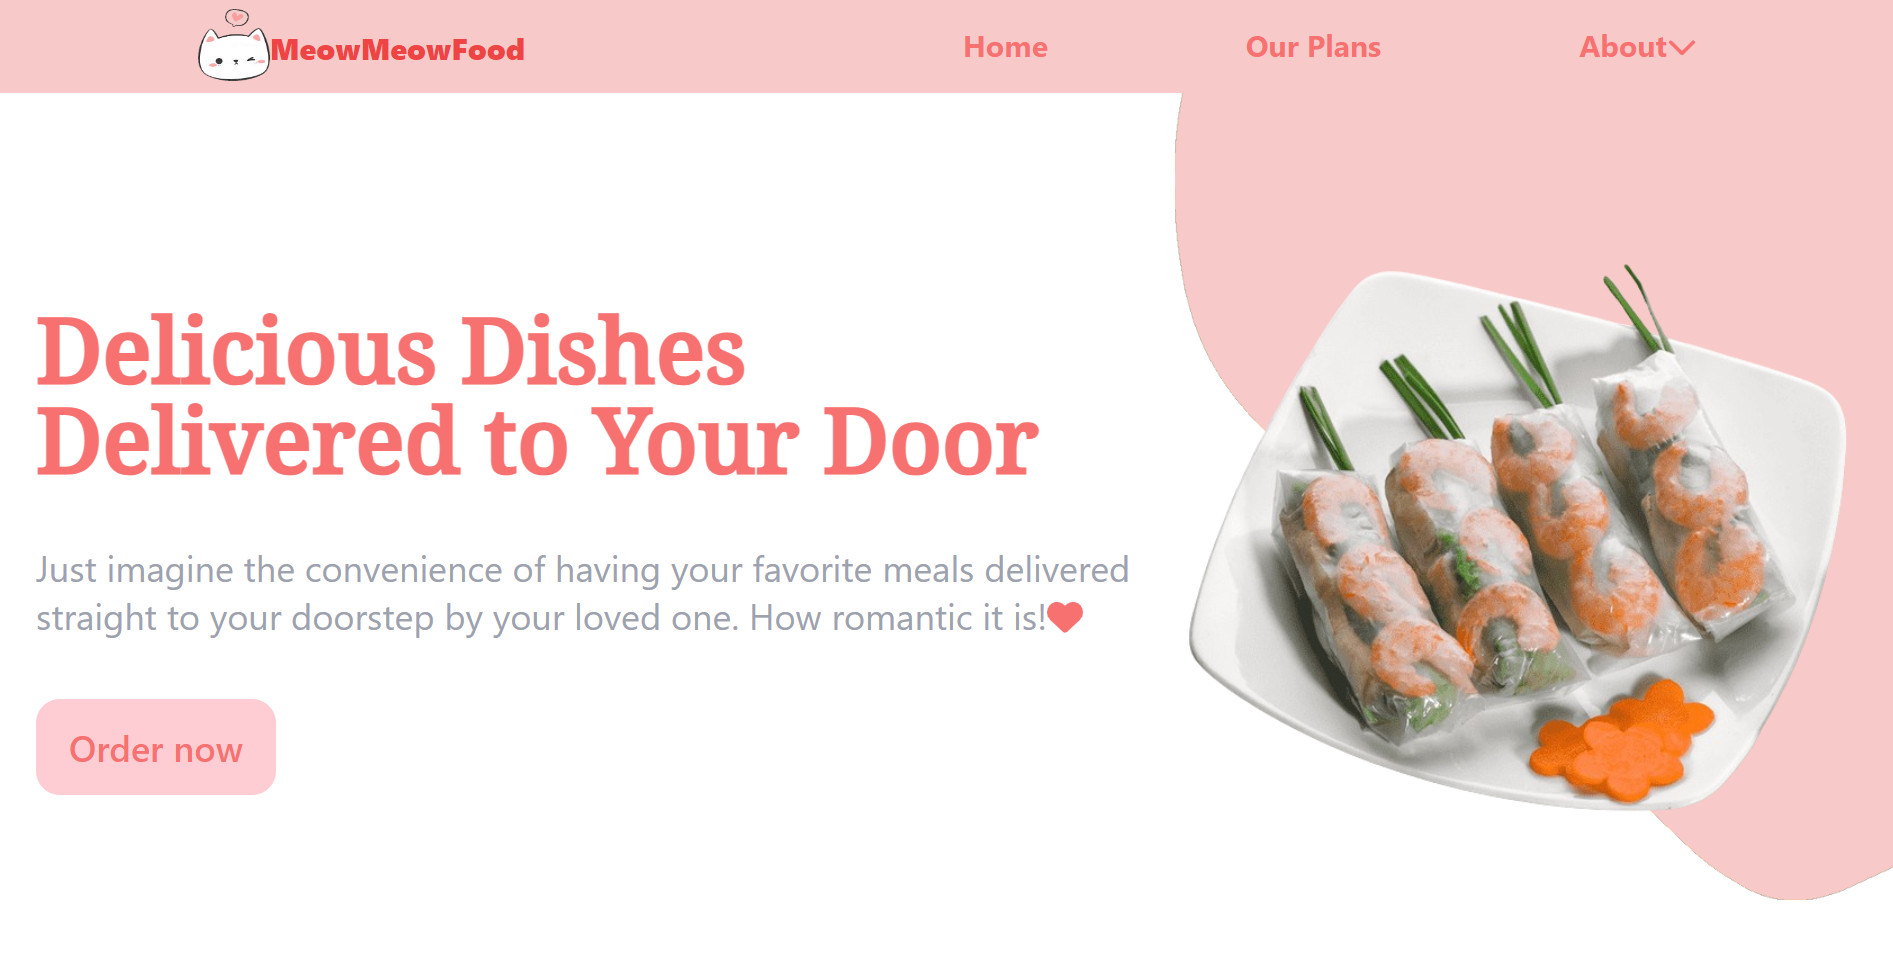 MeowMeowFood
Home
Our Plans
About
Delicious Dishes
Delivered to Your Door
Just imagine the convenience of having your favorite meals delivered
straight to your doorstep by your loved one. How romantic it is!
Order now